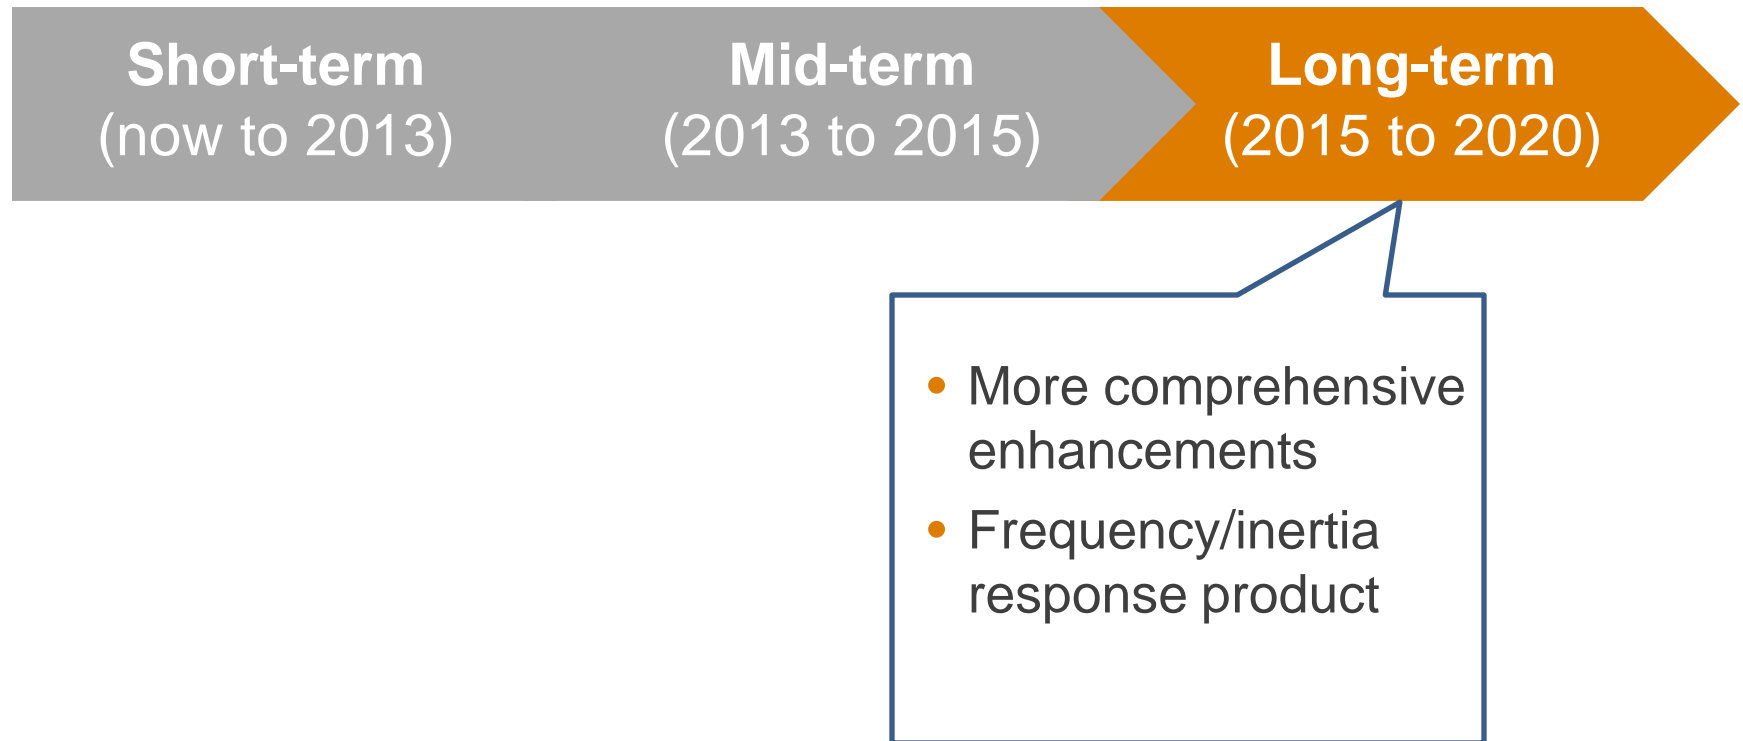 Short-term
(now to 2013)
Mid-term
(2013 to 2015)
Long-term
(2015 to 2020)
• More comprehensive
enhancements
• Frequency/inertia
response product